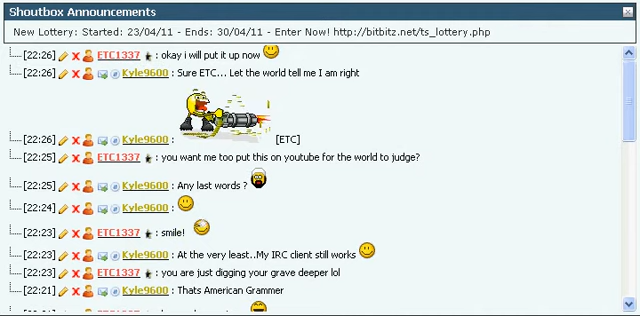 Shoutbox Announcements
New Lottery: Started: 23/04/11 - Ends: 30/04/11 - Enter Now! http://bitbitz.net/ts_lottery.php
[22:26] ETC1337 : okay i will put it up now
[22:26] Kyle9600 : Sure ETC... Let the world tell me I am right
[22:26] Kyle9600 : [ETC]
[22:25] ETC1337 : you want me too put this on youtube for the world to judge?
[22:25] Kyle9600 : Any last words ?
[22:24] Kyle9600 :
[22:23] ETC1337 : smile!
[22:23] Kyle9600 : At the very least..My IRC client still works
[22:23] ETC1337 : you are just digging your grave deeper lol
[22:21] Kyle9600 : Thats American Grammer